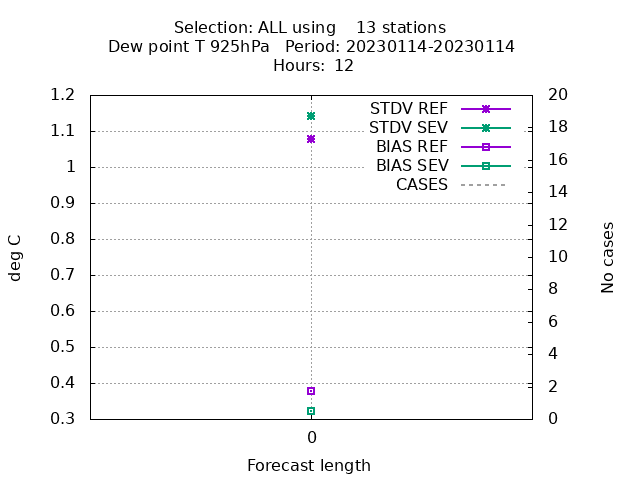 Selection: ALL using    13 stations
Dew point T 925hPa   Period: 20230114-20230114
Hours: 12
1.2
1.1
1
0.9
0.8
0.7
0.6
0.5
0.4
0.3
deg C
STDV REF
STDV SEV
BIAS REF
BIAS SEV
CASES
20
18
16
14
12
10
8
6
4
2
0
No cases
0
Forecast length